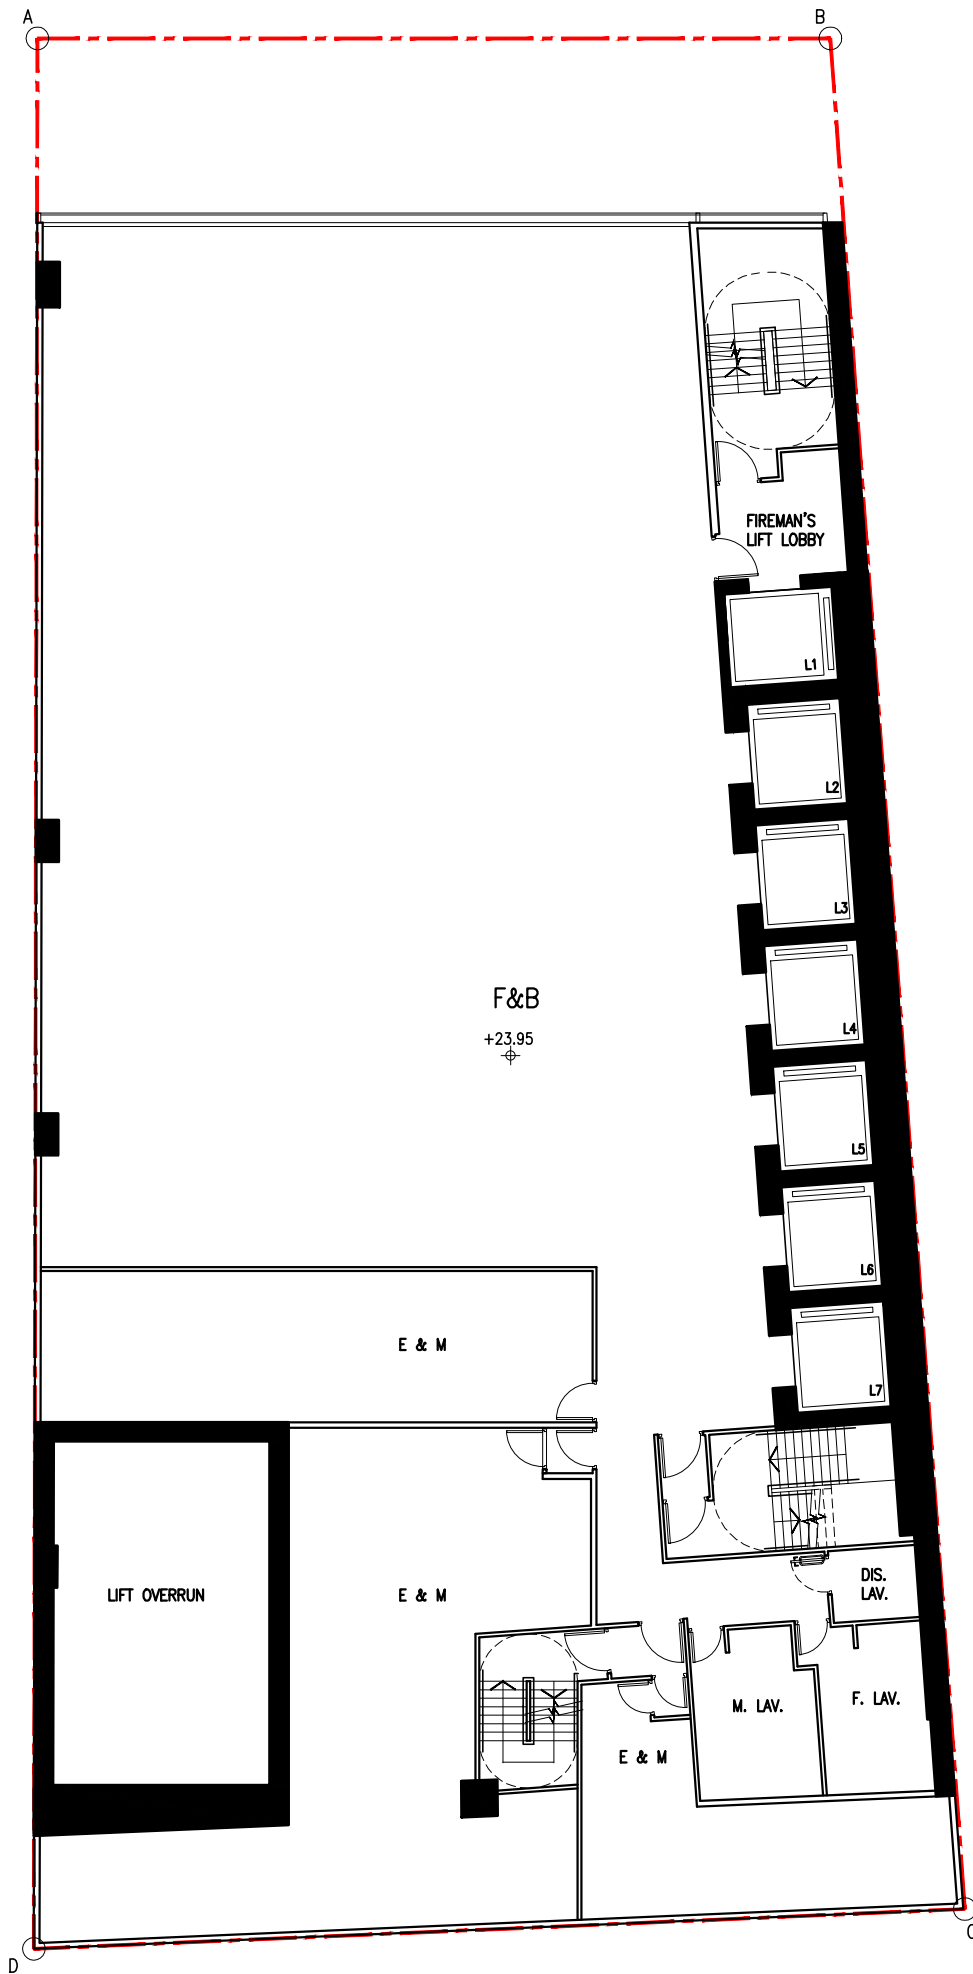 A
B
FIREMAN'S
LIFT LOBBY
L1
L2
L3
F&B
+23.95
L4
L5
L6
E & M
L7
LIFT OVERRUN
E & M
DIS.
LAV.
M. LAV.
F. LAV.
E & M
C
D